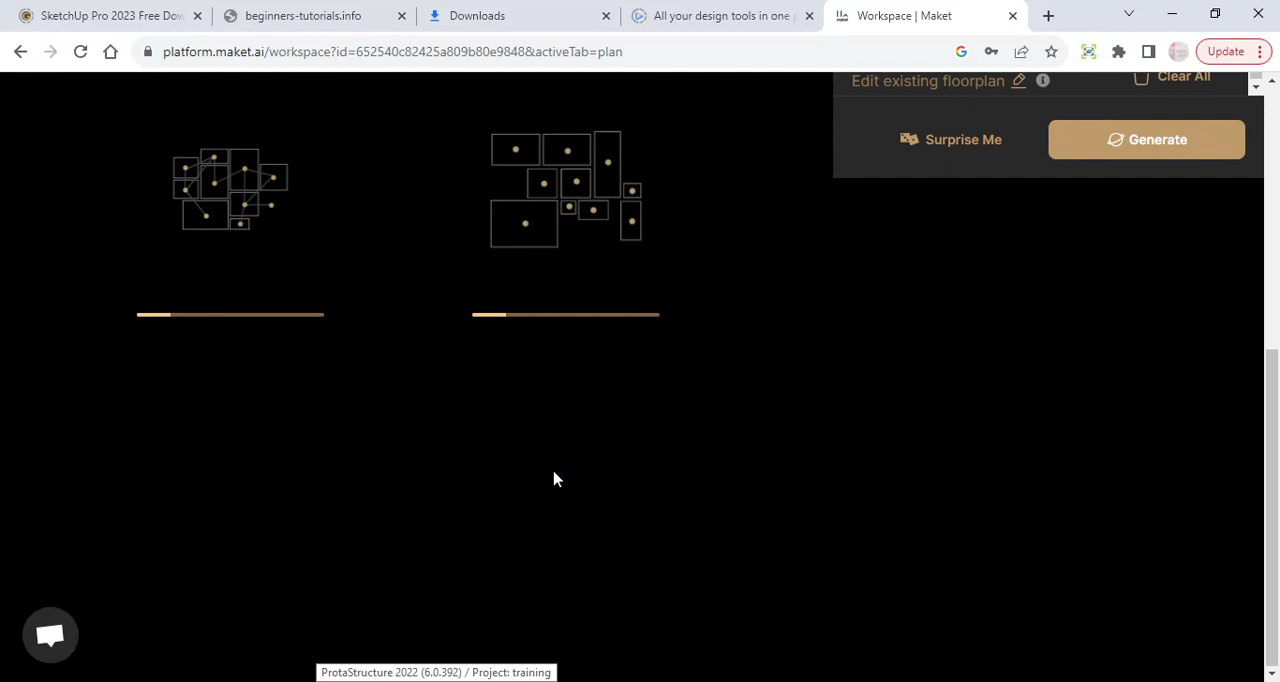 SketchUp Pro 2023 Free Dow
beginners-tutorials.info
Downloads
All your design tools in one p
Workspace | Maket
platform.maket.ai/workspace?id=652540c82425a809b80e9848&activeTab=plan
Update
Edit existing floorplan
Clear All
Surprise Me
Generate
ProtaStructure 2022 (6.0.392) / Project: training